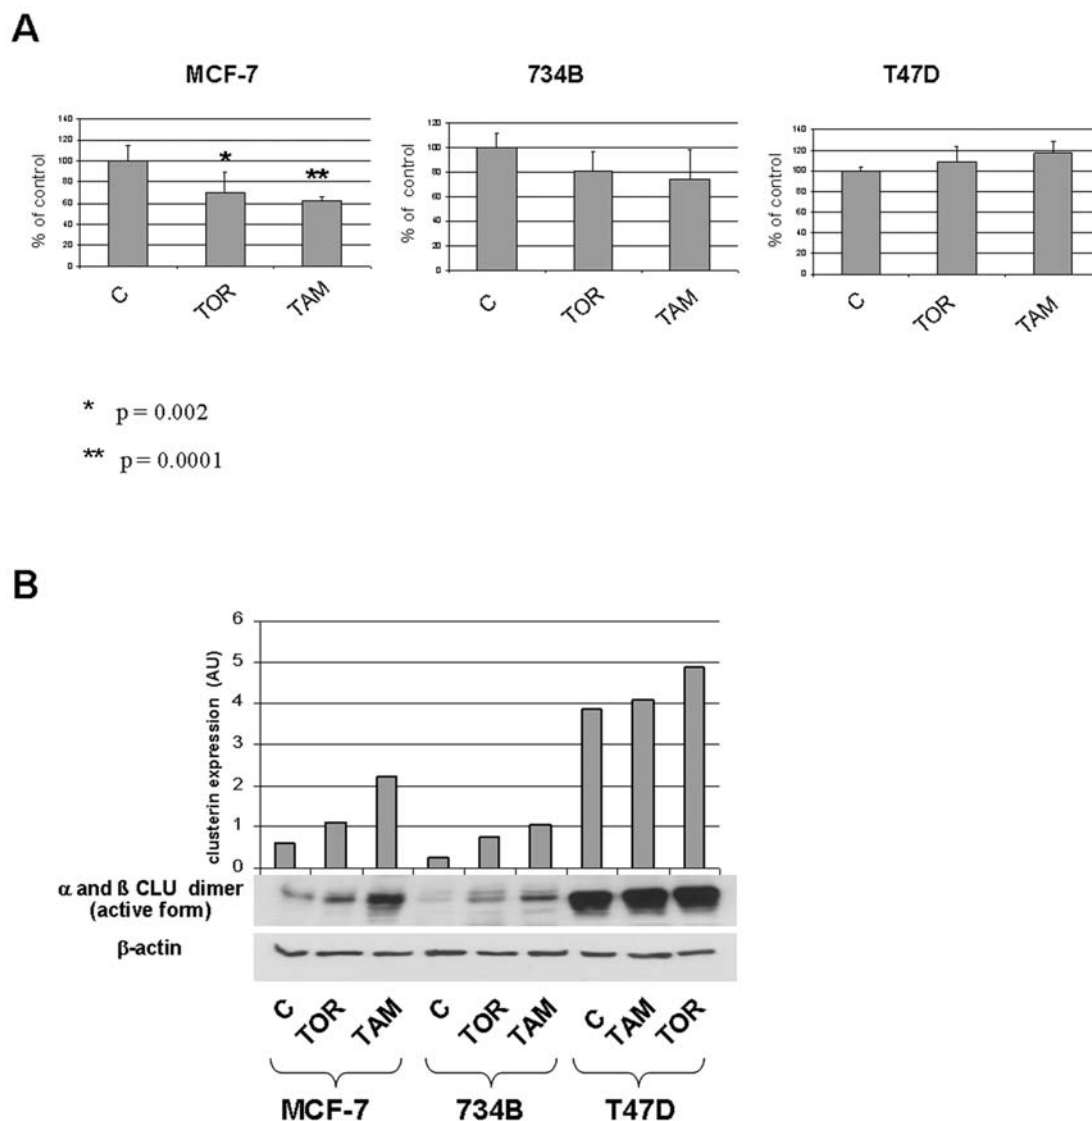 A
MCF-7
734B
T47D
% of control
140
120
100
80
60
40
20
0
*
**
C
TOR
TAM
% of control
120
100
80
60
40
20
0
C
TOR
TAM
% of control
140
120
100
80
60
40
20
0
C
TOR
TAM
* p = 0.002
** p = 0.0001
B
clusterin expression (AU)
6
5
4
3
2
1
0
α and ß CLU dimer
(active form)
β-actin
C TOR TAM C TOR TAM C TAM TOR
MCF-7 734B T47D